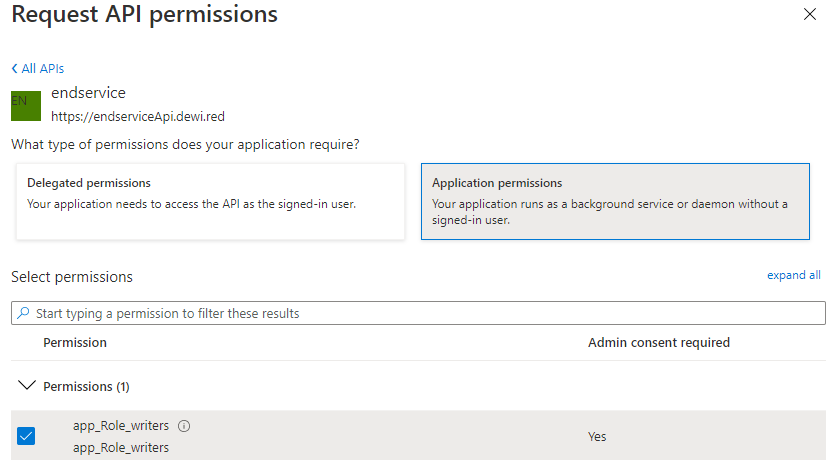 Request API permissions
All APIs
EN
endservice
https://endserviceApi.dewi.red
What type of permissions does your application require?
Delegated permissions
Your application needs to access the API as the signed-in user.
Application permissions
Your application runs as a background service or daemon without a
signed-in user.
Select permissions
expand all
Start typing a permission to filter these results
Permission
Admin consent required
Permissions (1)
app_Role_writers
app_Role_writers
Yes